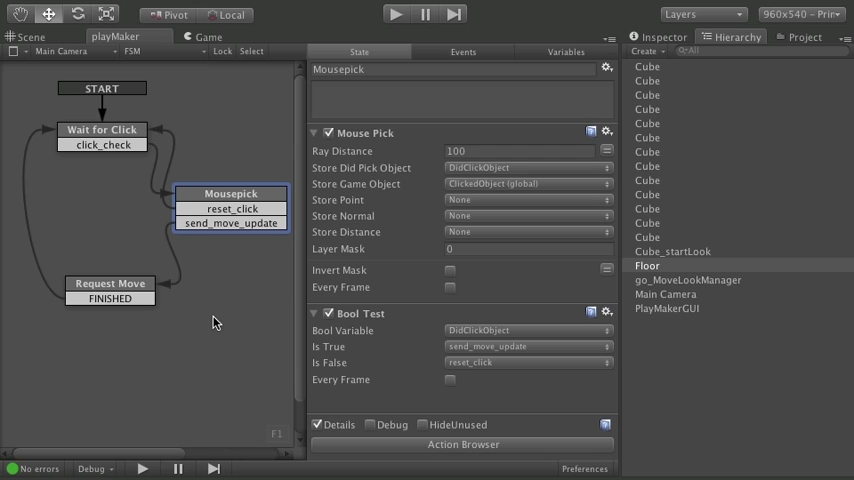 Pivot Local Layers 960x540 - Prim
Scene playMaker Game Inspector Hierarchy Project
Main Camera FSM Lock Select State Events Variables Create All
START
Wait for Click
click_check
Mousepick
reset_click
send_move_update
Request Move
FINISHED
F1
No errors Debug
Mousepick
Mouse Pick
Ray Distance 100
Store Did Pick Object DidClickObject
Store Game Object ClickedObject (global)
Store Point None
Store Normal None
Store Distance None
Layer Mask 0
Invert Mask
Every Frame
Bool Test
Bool Variable DidClickObject
Is True send_move_update
Is False reset_click
Every Frame
Details Debug HideUnused
Action Browser
Preferences
Cube
Cube
Cube
Cube
Cube
Cube
Cube
Cube
Cube
Cube
Cube
Cube
Cube
Cube_startLook
Floor
go_MoveLookManager
Main Camera
PlayMakerGUI